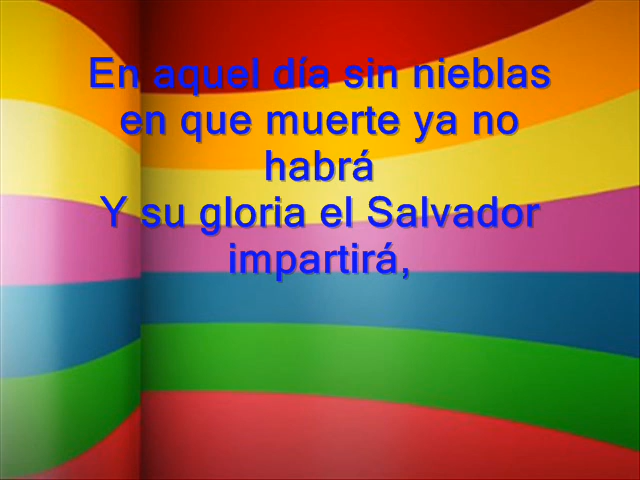 En aquel día sin nieblas
en que muerte ya no
habrá
Y su gloria el Salvador
impartirá,